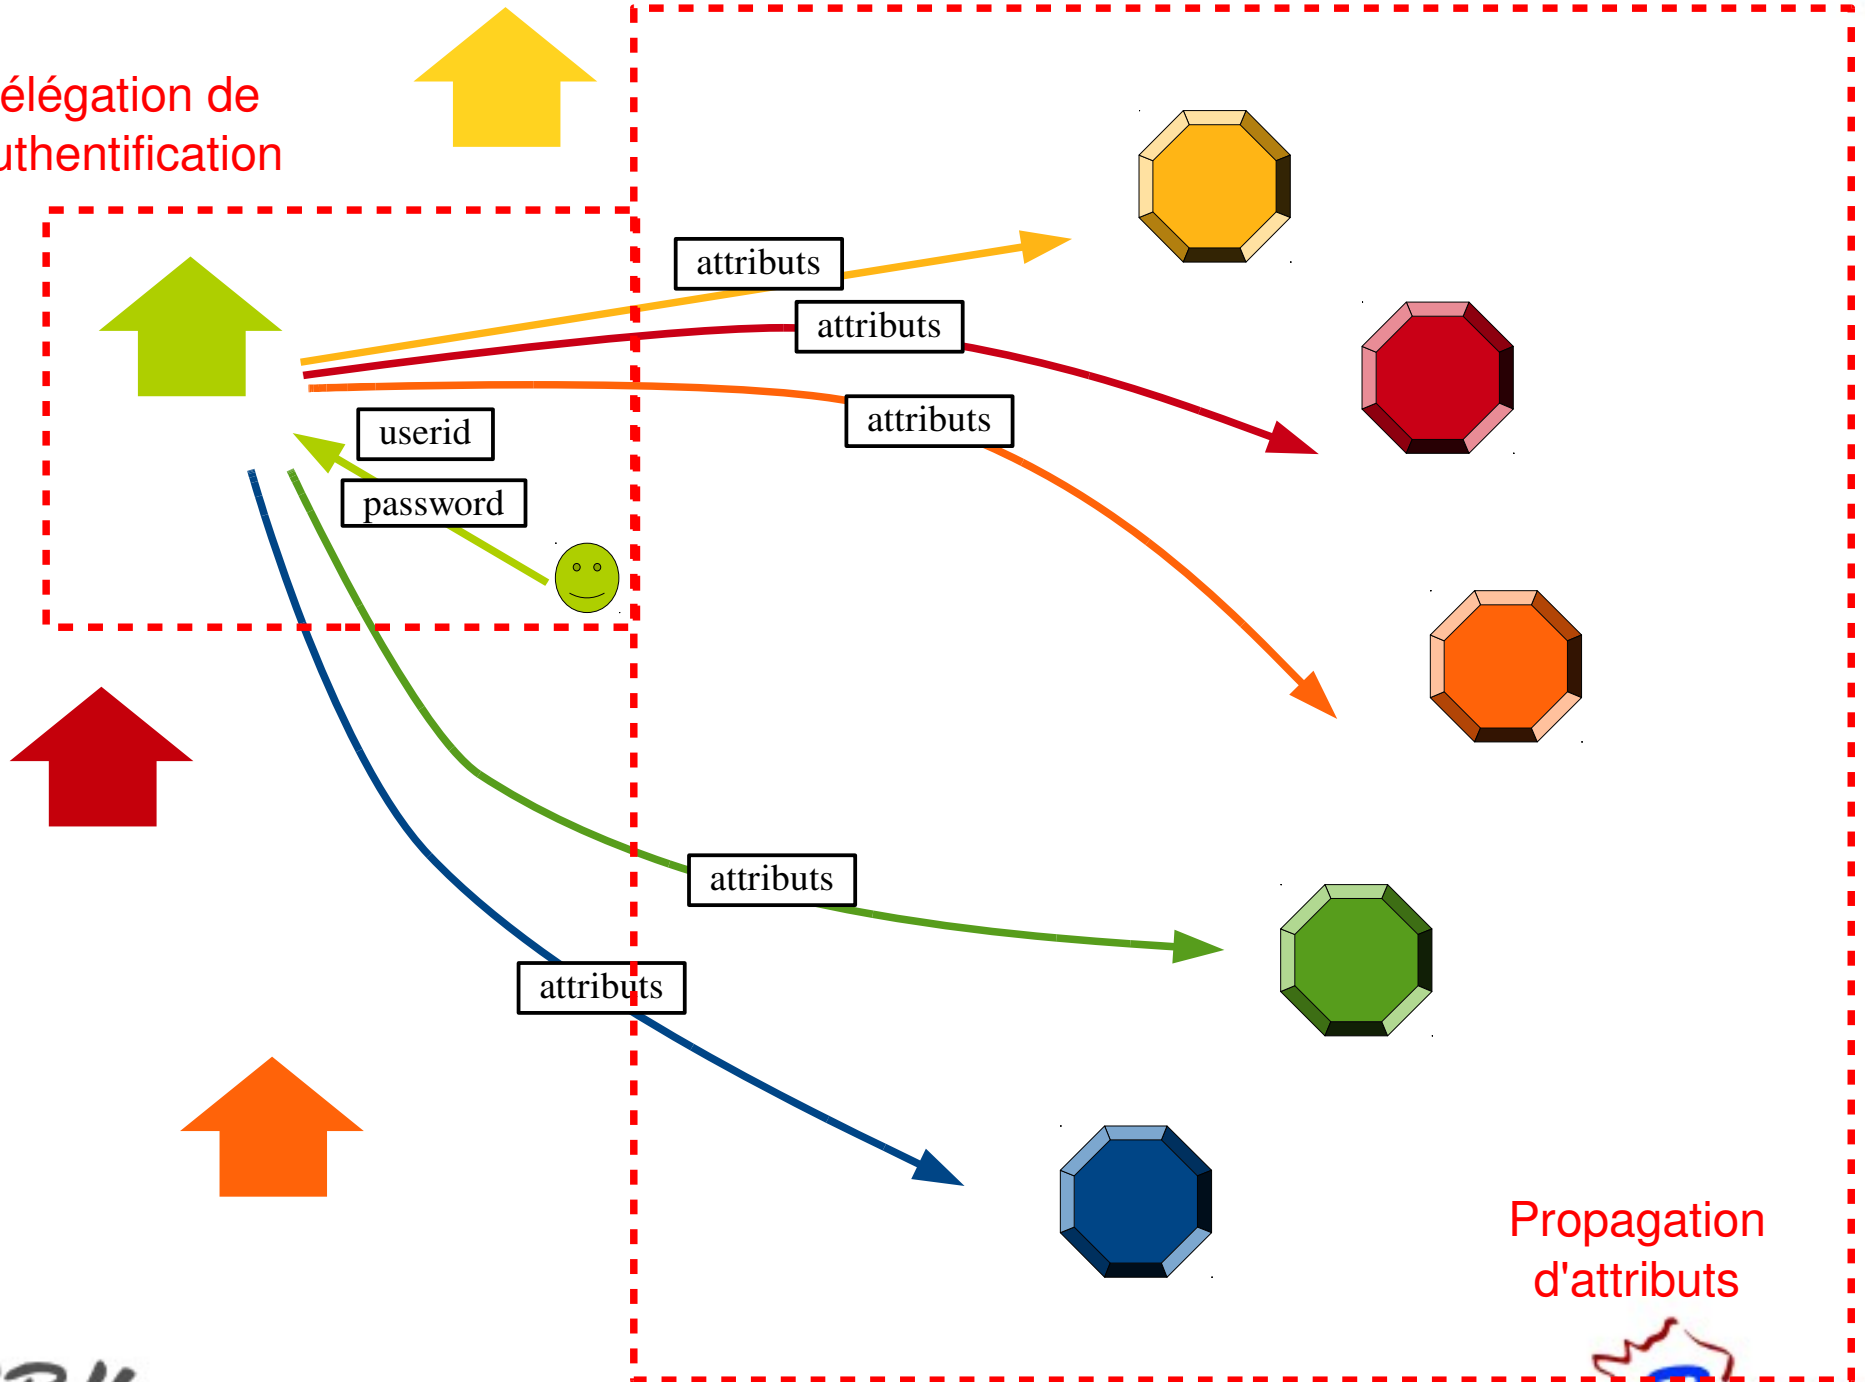 élégation de
uthentification
attributs
attributs
attributs
userid
password
attributs
attributs
Propagation
d'attributs